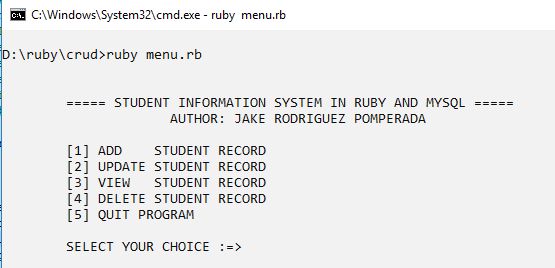 C:\Windows\System32\cmd.exe - ruby  menu.rb
D:\ruby\crud>ruby menu.rb
===== STUDENT INFORMATION SYSTEM IN RUBY AND MYSQL =====
AUTHOR: JAKE RODRIGUEZ POMPERADA
[1] ADD    STUDENT RECORD
[2] UPDATE STUDENT RECORD
[3] VIEW   STUDENT RECORD
[4] DELETE STUDENT RECORD
[5] QUIT PROGRAM
SELECT YOUR CHOICE :=>